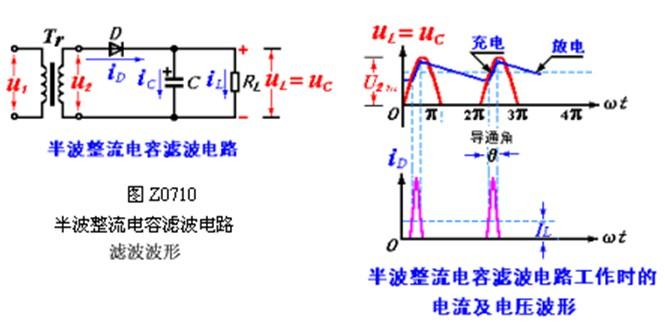 Tr
D
u1
u2
iD
iC
+
C
iL
RL
+
−
uL = uC
半波整流电容滤波电路
图 Z0710
半波整流电容滤波电路
滤波波形
uL = uC
充电
放电
O
1π
2π
3π
4π
ωt
导通角
θ
iD
IL
O
ωt
半波整流电容滤波电路工作时的
电流及电压波形